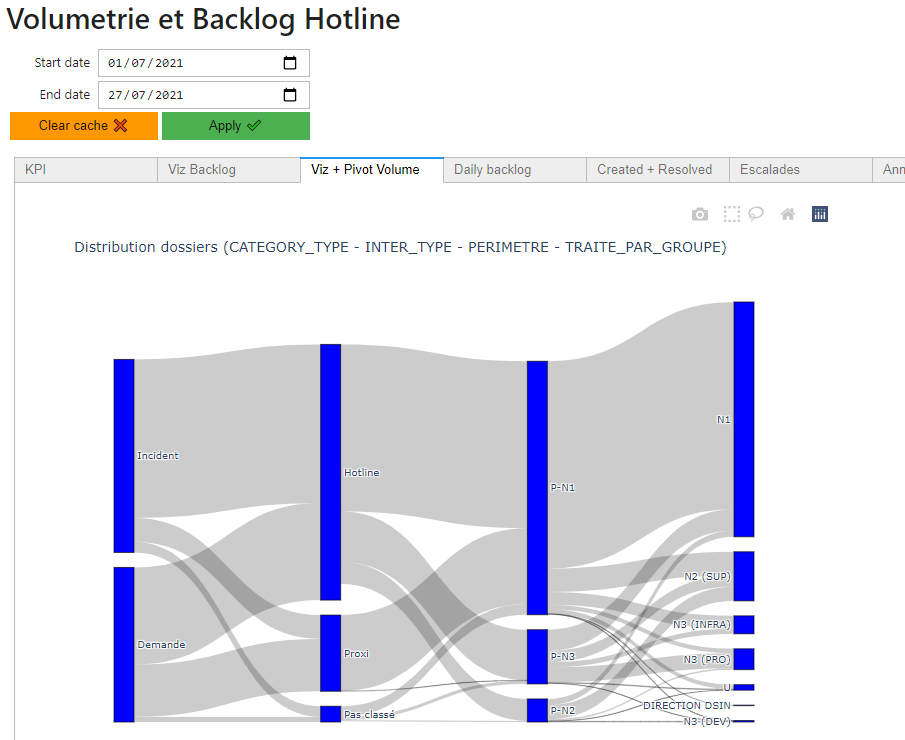 Volumetrie et Backlog Hotline
Start date 01/07/2021
End date 27/07/2021
Clear cache Apply
KPI Viz Backlog Viz + Pivot Volume Daily backlog Created + Resolved Escalades Ann
Distribution dossiers (CATEGORY_TYPE - INTER_TYPE - PERIMETRE - TRAITE_PAR_GROUPE)
N1
Incident
Hotline
P-N1
N2 (SUP)
N3 (INFRA)
Demande
Proxi
P-N3
N3 (PRO)
U
DIRECTION DSIN
P-N2
Pas classé
N3 (DEV)